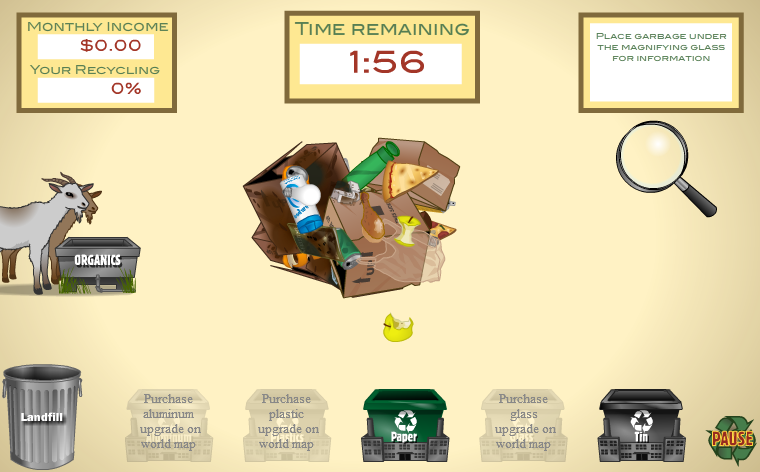 Monthly Income
$0.00
Your Recycling
0%
Time remaining
1:56
Place garbage under
the magnifying glass
for information
ORGANICS
Landfill
Purchase
aluminum
upgrade on
world map
Purchase
plastic
upgrade on
world map
Paper
Purchase
glass
upgrade on
world map
Tin
PAUSE